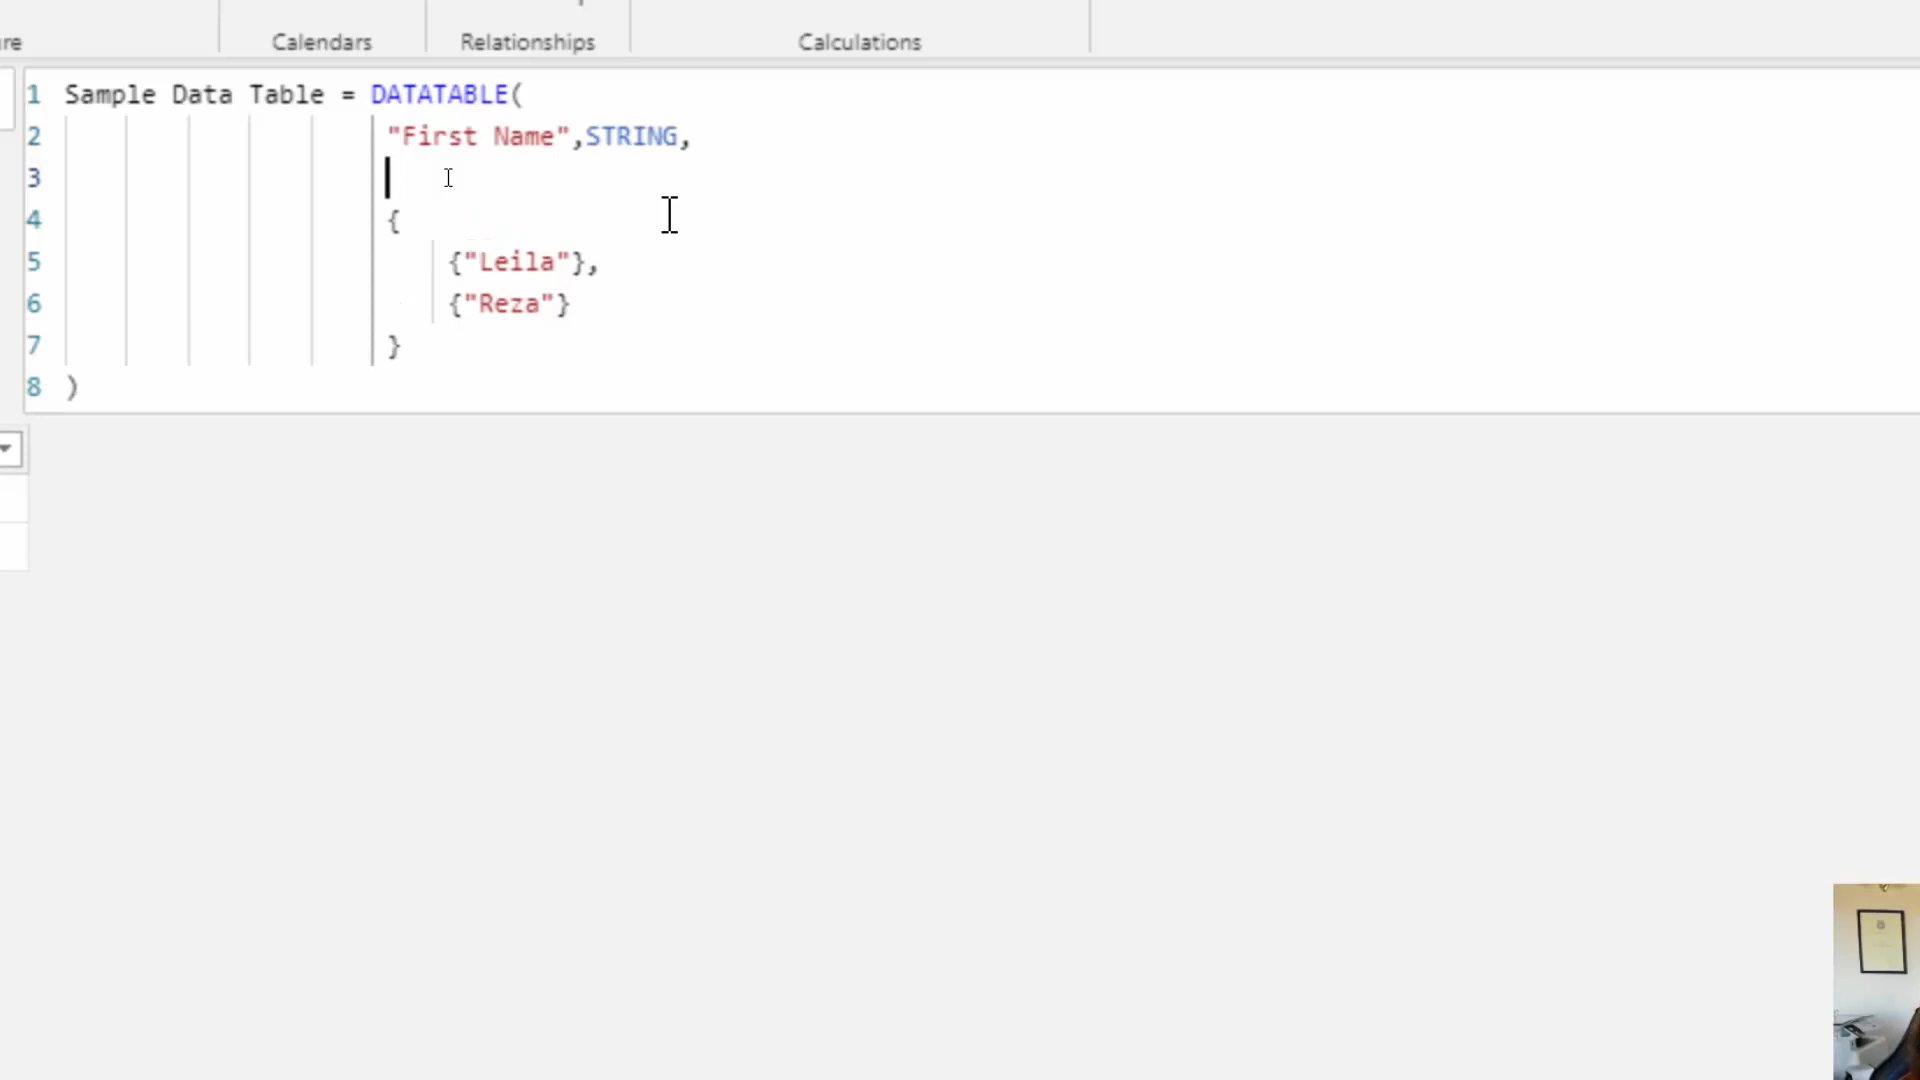 re Calendars Relationships Calculations
1 Sample Data Table = DATATABLE(
2 "First Name",STRING,
3
4 {
5 {"Leila"},
6 {"Reza"}
7 }
8 )